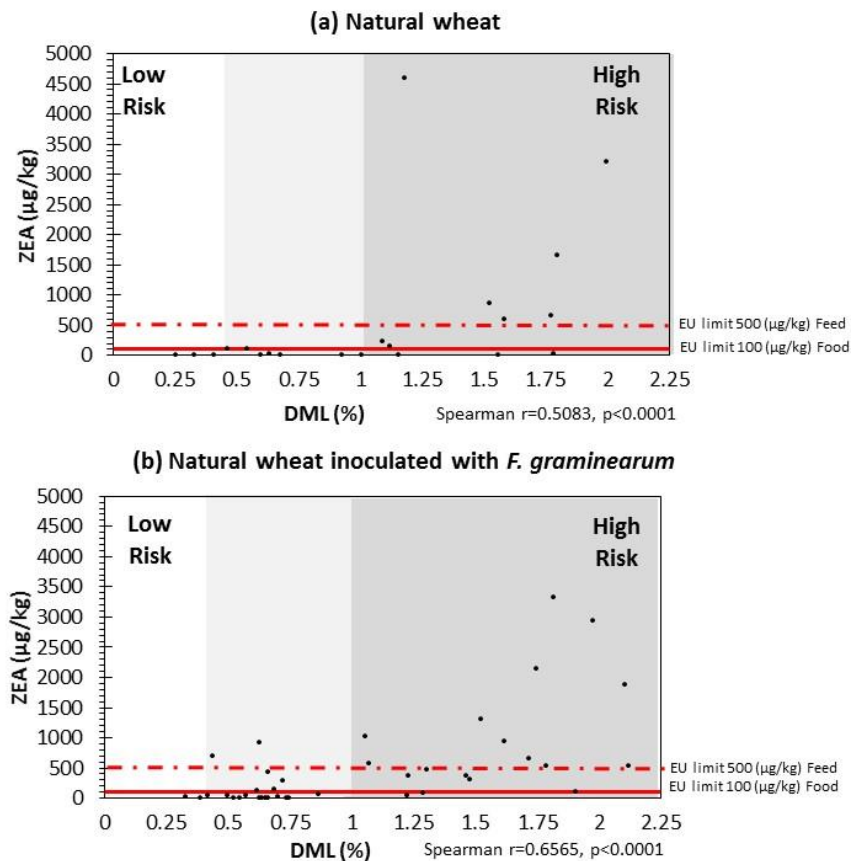 (a) Natural wheat
5000
4500
4000
3500
3000
2500
2000
1500
1000
500
0
ZEA (µg/kg)
Low
Risk
High
Risk
EU limit 500 (µg/kg) Feed
EU limit 100 (µg/kg) Food
0 0.25 0.5 0.75 1 1.25 1.5 1.75 2 2.25
DML (%)
Spearman r=0.5083, p<0.0001
(b) Natural wheat inoculated with F. graminearum
5000
4500
4000
3500
3000
2500
2000
1500
1000
500
0
ZEA (µg/kg)
Low
Risk
High
Risk
EU limit 500 (µg/kg) Feed
EU limit 100 (µg/kg) Food
0 0.25 0.5 0.75 1 1.25 1.5 1.75 2 2.25
DML (%)
Spearman r=0.6565, p<0.0001